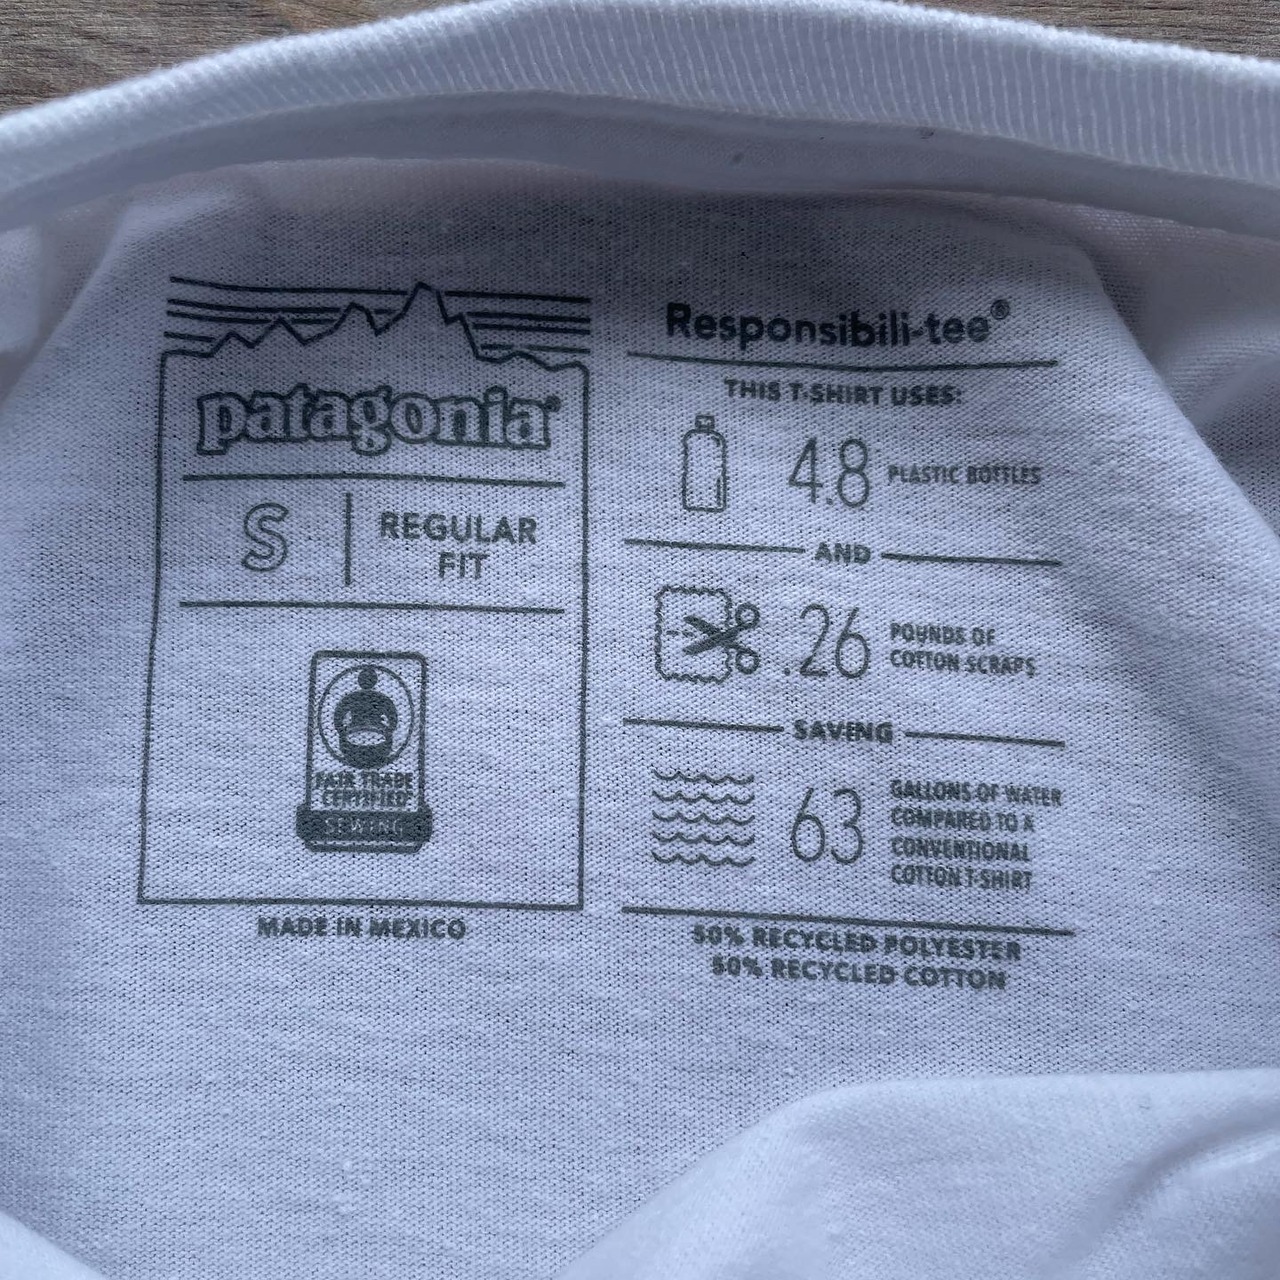 patagonia®
S
REGULAR
FIT
FAIR TRADE
CERTIFIED
SEWING
MADE IN MEXICO
Responsibili-tee®
THIS T-SHIRT USES:
4.8 PLASTIC BOTTLES
AND
.26 POUNDS OF
COTTON SCRAPS
SAVING
63 GALLONS OF WATER
COMPARED TO A
CONVENTIONAL
COTTON T-SHIRT
50% RECYCLED POLYESTER
50% RECYCLED COTTON